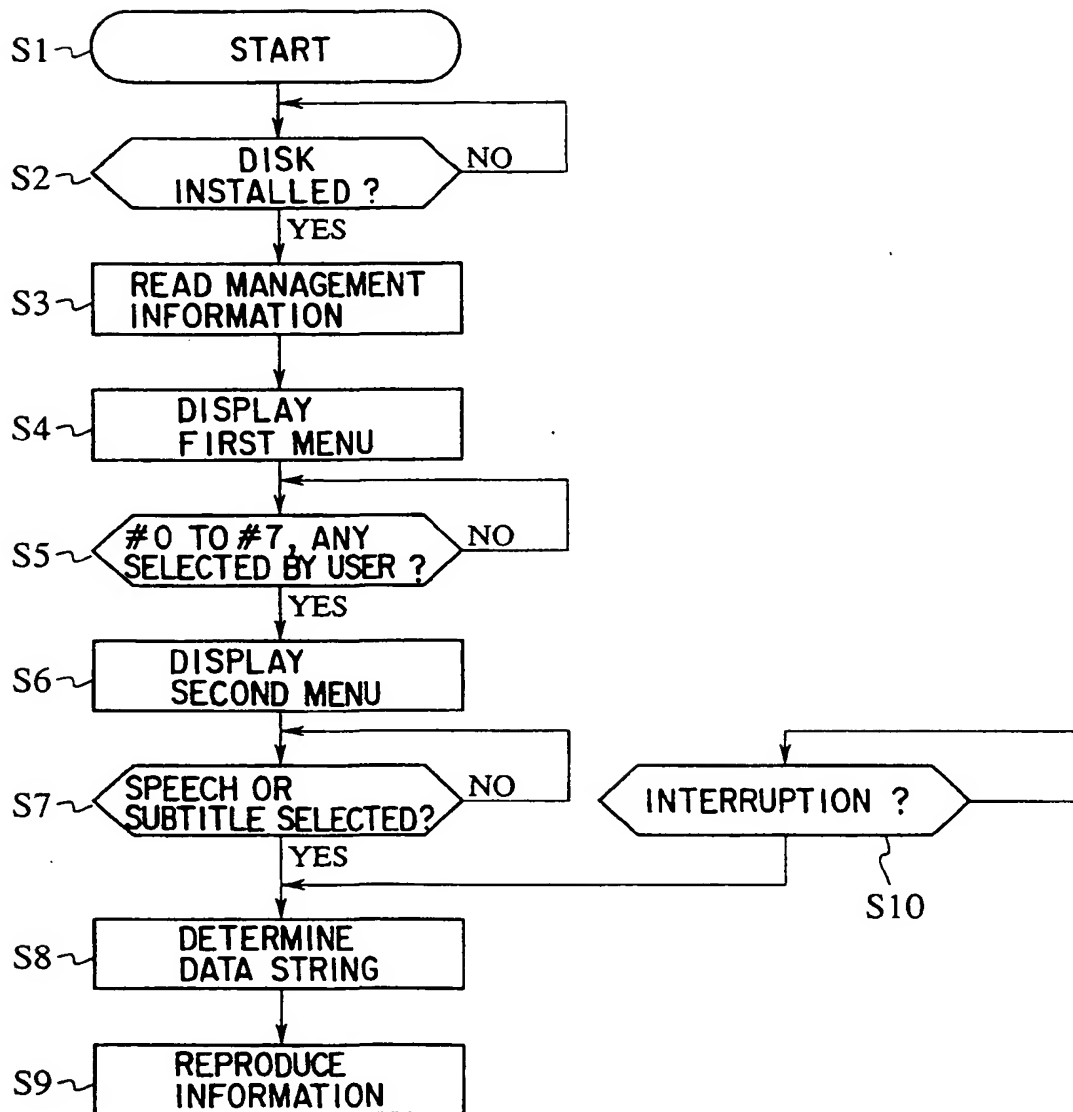 S1
START
S2
DISK
INSTALLED ?
NO
YES
S3
READ MANAGEMENT
INFORMATION
S4
DISPLAY
FIRST MENU
S5
#0 TO #7, ANY
SELECTED BY USER ?
NO
YES
S6
DISPLAY
SECOND MENU
S7
SPEECH OR
SUBTITLE SELECTED?
NO
YES
INTERRUPTION ?
S10
S8
DETERMINE
DATA STRING
S9
REPRODUCE
INFORMATION